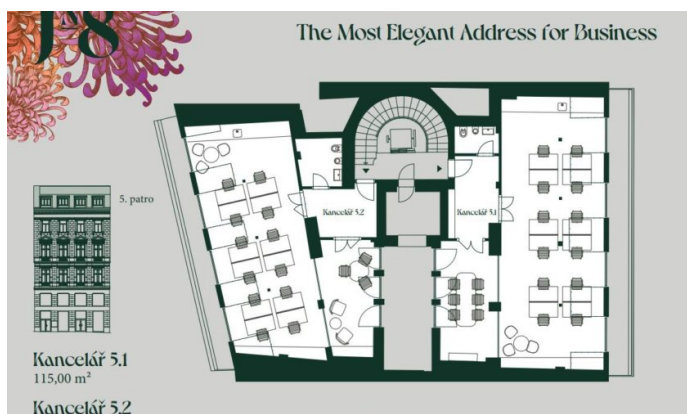 The Most Elegant Address for Business
5. patro
Kancelář 5.2
Kancelář 5.1
Kancelář 5.1
115,00 m²
Kancelář 5.2